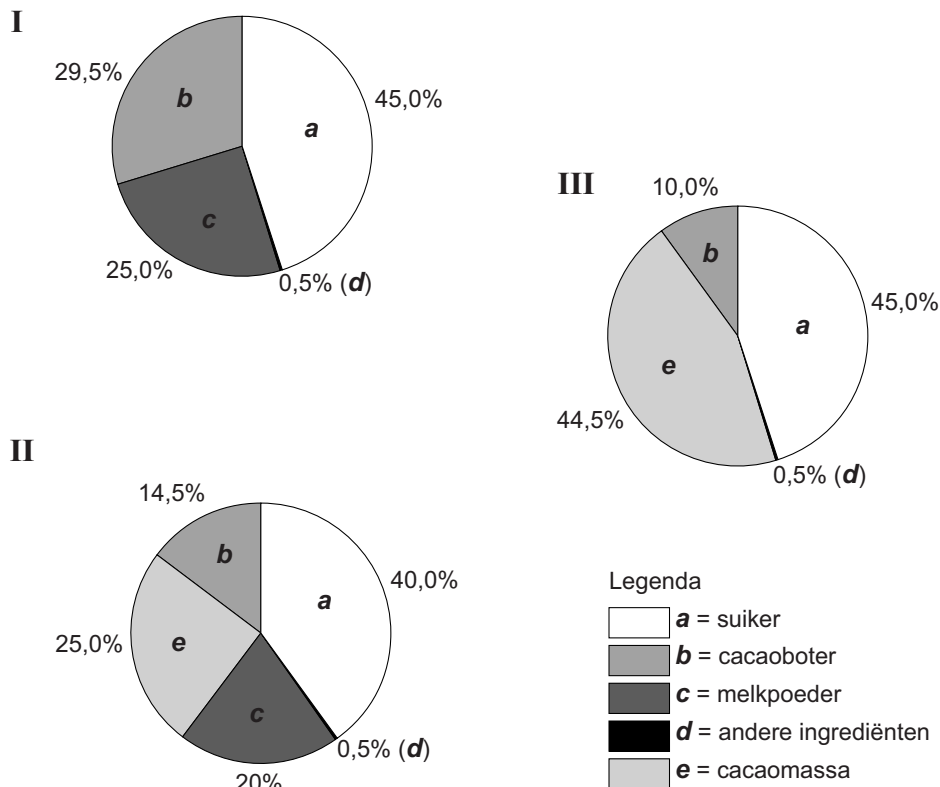 I
29,5%
b
45,0%
a
c
25,0%
0,5% (d)
III
10,0%
b
45,0%
a
e
44,5%
0,5% (d)
II
14,5%
b
40,0%
a
25,0%
e
c
0,5% (d)
20%
Legenda
a = suiker
b = cacaoboter
c = melkpoeder
d = andere ingrediënten
e = cacaomassa